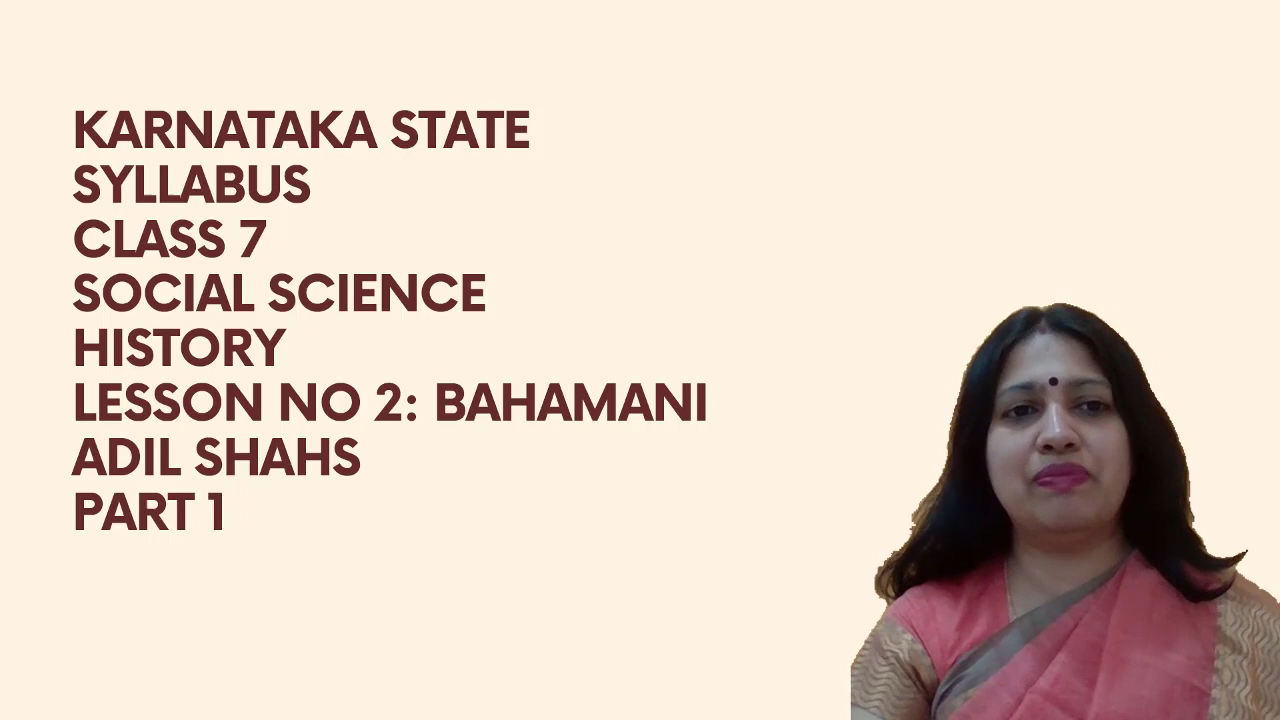 KARNATAKA STATE
SYLLABUS
CLASS 7
SOCIAL SCIENCE
HISTORY
LESSON NO 2: BAHAMANI
ADIL SHAHS
PART 1